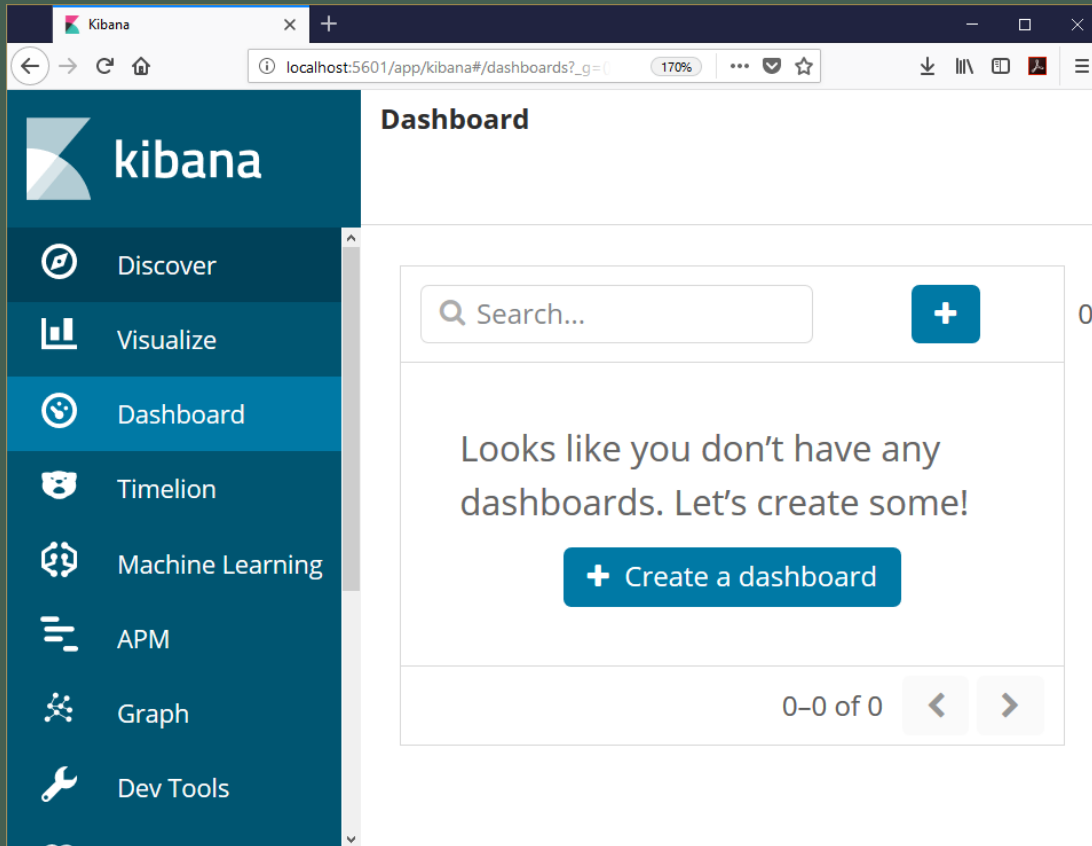 Kibana
localhost:5601/app/kibana#/dashboards?_g=(
170%
kibana
Discover
Visualize
Dashboard
Timelion
Machine Learning
APM
Graph
Dev Tools
Dashboard
Search...
0
Looks like you don’t have any
dashboards. Let’s create some!
Create a dashboard
0–0 of 0